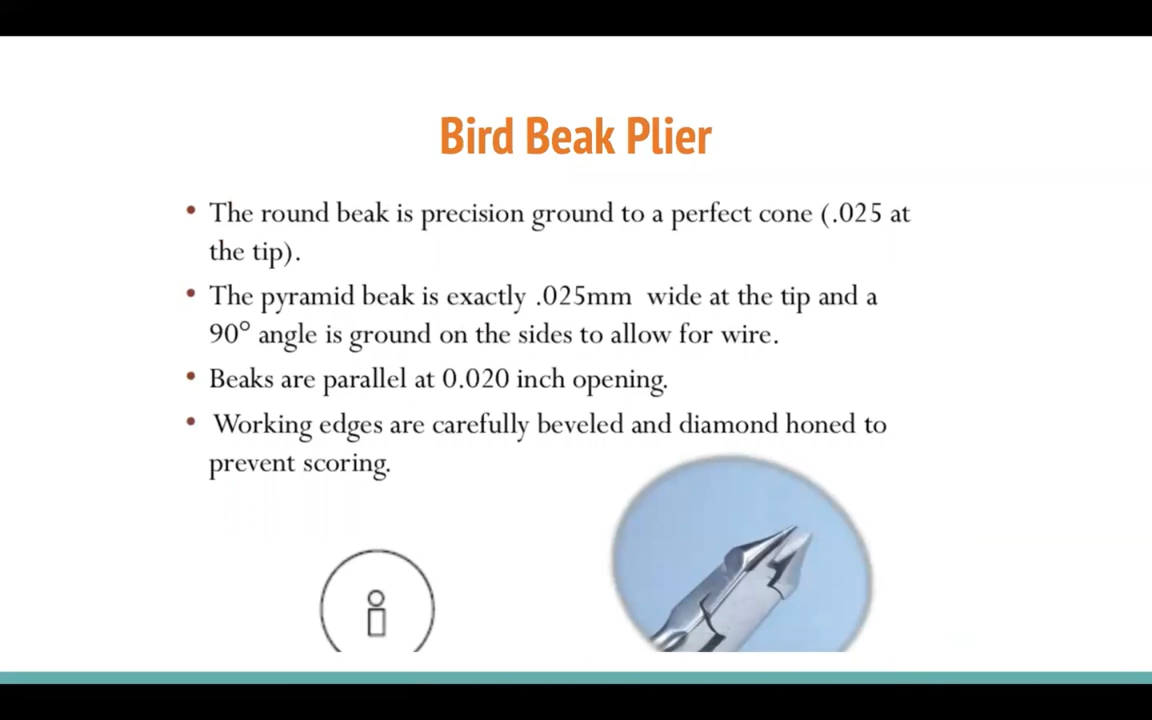 Bird Beak Plier
• The round beak is precision ground to a perfect cone (.025 at
the tip).
• The pyramid beak is exactly .025mm wide at the tip and a
90° angle is ground on the sides to allow for wire.
• Beaks are parallel at 0.020 inch opening.
• Working edges are carefully beveled and diamond honed to
prevent scoring.